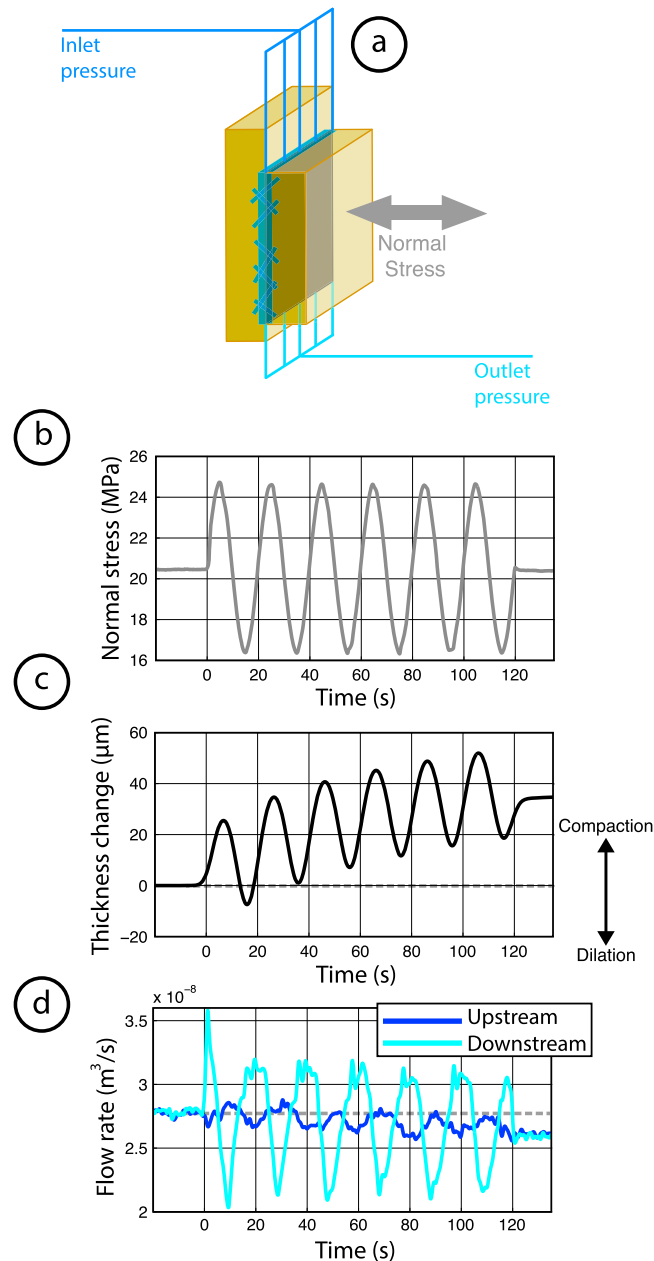 a
Inlet
pressure
Normal
Stress
Outlet
pressure
b
Normal stress (MPa)
26
24
22
20
18
16
0 20 40 60 80 100 120
Time (s)
c
Thickness change (µm)
60
40
20
0
−20
0 20 40 60 80 100 120
Time (s)
Compaction
Dilation
d
x 10⁻⁸
Flow rate (m³/s)
3.5
3
2.5
2
Upstream
Downstream
0 20 40 60 80 100 120
Time (s)